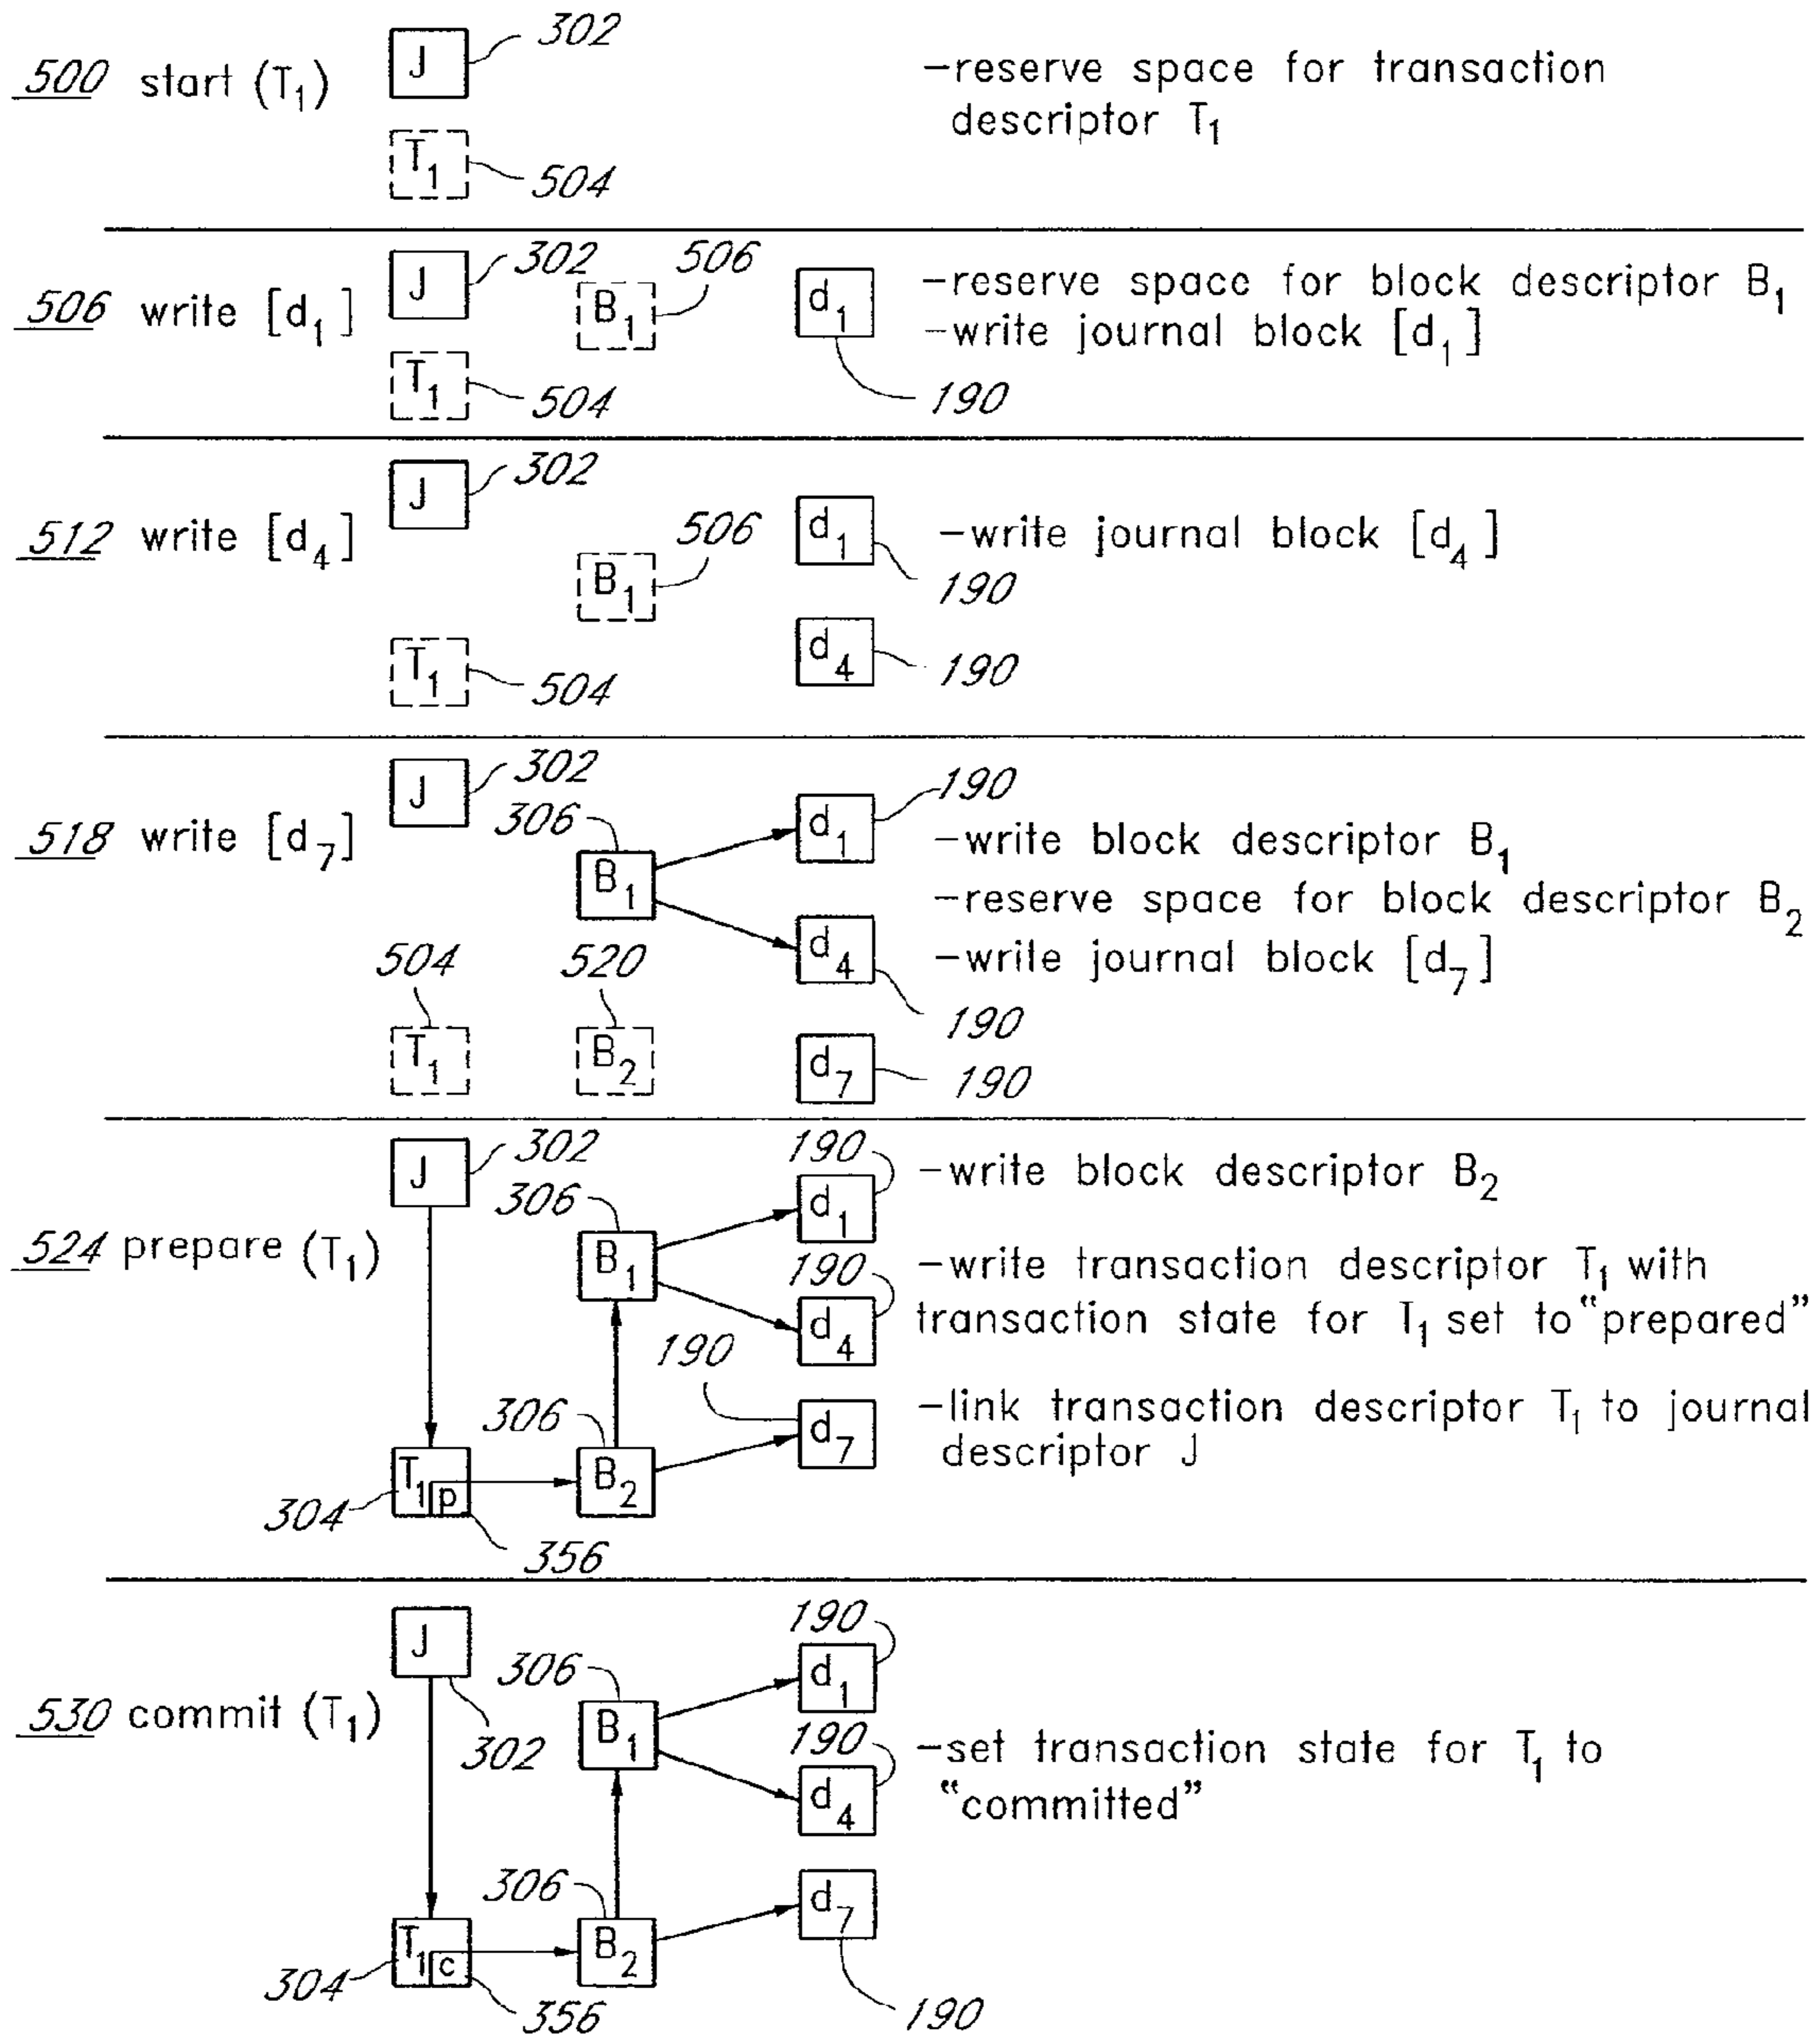 500 start (T₁)
J
302
T₁
504
–reserve space for transaction
descriptor T₁
506 write [d₁]
J
302
T₁
504
B₁
506
d₁
190
–reserve space for block descriptor B₁
–write journal block [d₁]
512 write [d₄]
J
302
T₁
504
B₁
506
d₁
190
d₄
190
–write journal block [d₄]
518 write [d₇]
J
302
306
B₁
504
T₁
520
B₂
d₁
190
d₄
190
d₇
190
–write block descriptor B₁
–reserve space for block descriptor B₂
–write journal block [d₇]
524 prepare (T₁)
J
302
306
B₁
190
d₁
190
d₄
190
d₇
306
B₂
T₁
p
304
356
–write block descriptor B₂
–write transaction descriptor T₁ with
transaction state for T₁ set to “prepared”
–link transaction descriptor T₁ to journal
descriptor J
530 commit (T₁)
J
302
306
B₁
190
d₁
190
d₄
306
B₂
d₇
190
T₁
c
304
356
–set transaction state for T₁ to
“committed”